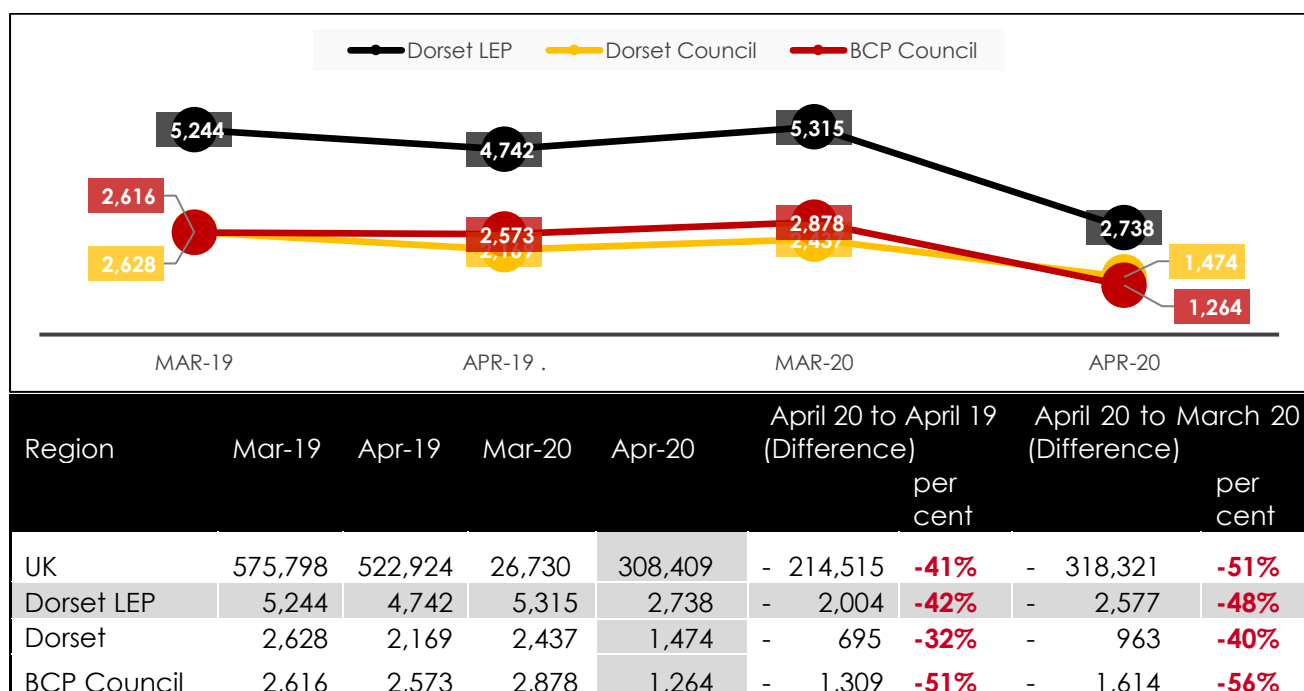 Dorset LEP Dorset Council BCP Council
5,244 4,742 5,315 2,738
2,616 2,573 2,878 1,474
2,628 2,169 2,437 1,264
MAR-19 APR-19 . MAR-20 APR-20
Region Mar-19 Apr-19 Mar-20 Apr-20 April 20 to April 19 (Difference) per cent April 20 to March 20 (Difference) per cent
UK 575,798 522,924 26,730 308,409 - 214,515 -41% - 318,321 -51%
Dorset LEP 5,244 4,742 5,315 2,738 - 2,004 -42% - 2,577 -48%
Dorset 2,628 2,169 2,437 1,474 - 695 -32% - 963 -40%
BCP Council 2,616 2,573 2,878 1,264 - 1,309 -51% - 1,614 -56%